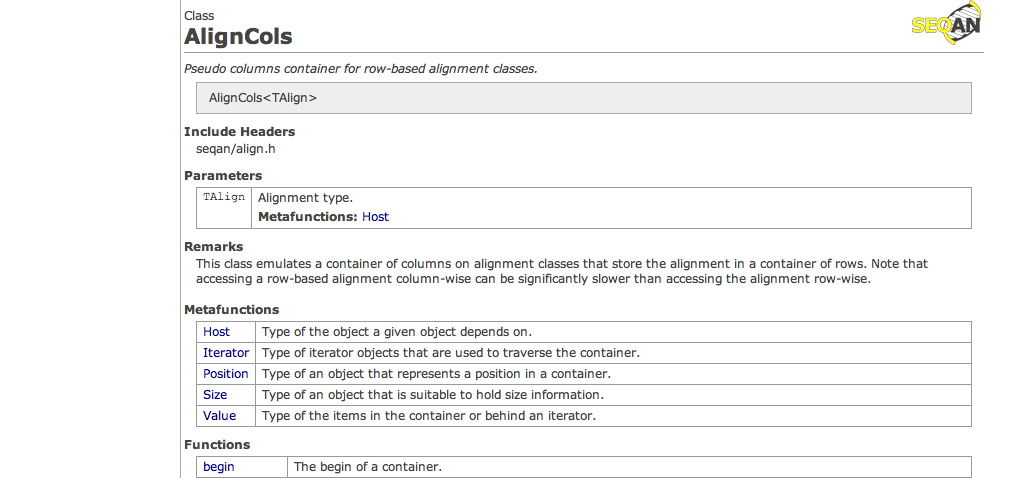 Class
AlignCols
SEQAN
Pseudo columns container for row-based alignment classes.
AlignCols<TAlign>
Include Headers
seqan/align.h
Parameters
TAlign Alignment type.
Metafunctions: Host
Remarks
This class emulates a container of columns on alignment classes that store the alignment in a container of rows. Note that
accessing a row-based alignment column-wise can be significantly slower than accessing the alignment row-wise.
Metafunctions
Host Type of the object a given object depends on.
Iterator Type of iterator objects that are used to traverse the container.
Position Type of an object that represents a position in a container.
Size Type of an object that is suitable to hold size information.
Value Type of the items in the container or behind an iterator.
Functions
begin The begin of a container.